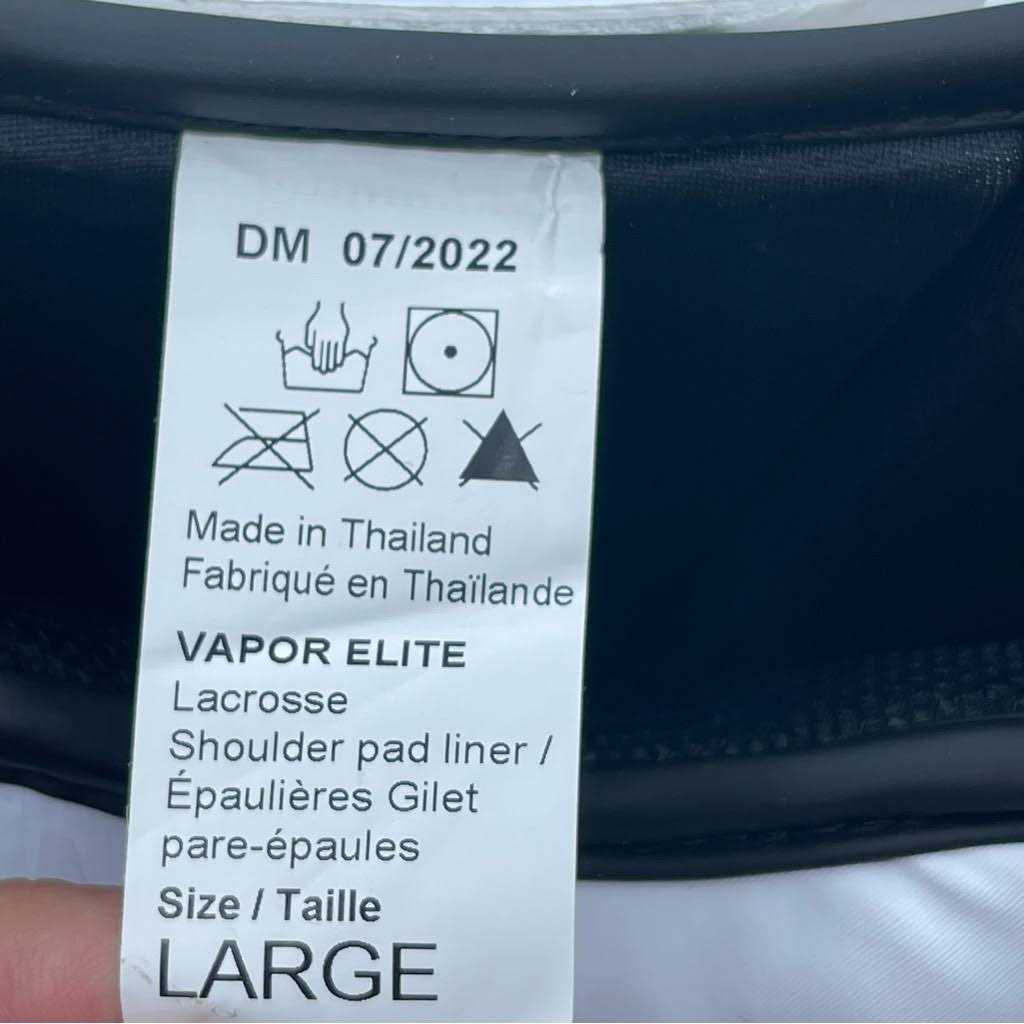 DM 07/2022
Made in Thailand
Fabriqué en Thaïlande
VAPOR ELITE
Lacrosse
Shoulder pad liner /
Épaulières Gilet
pare-épaules
Size / Taille
LARGE